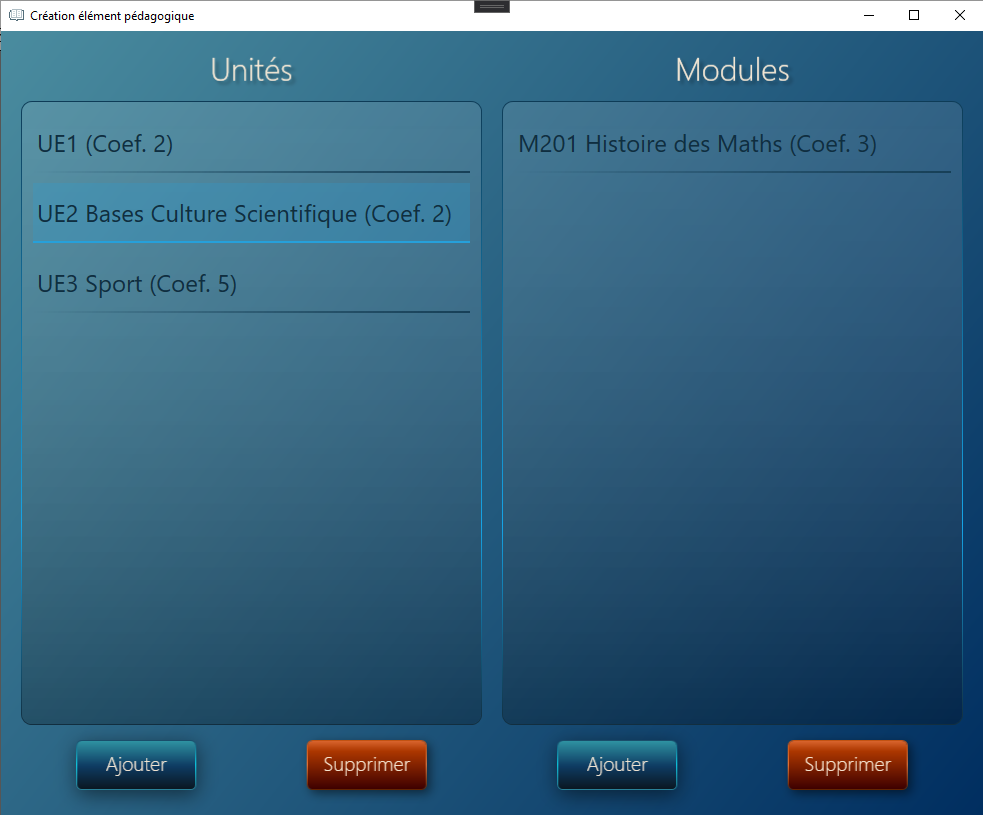 Création élément pédagogique
Unités
Modules
UE1 (Coef. 2)
UE2 Bases Culture Scientifique (Coef. 2)
UE3 Sport (Coef. 5)
M201 Histoire des Maths (Coef. 3)
Ajouter
Supprimer
Ajouter
Supprimer